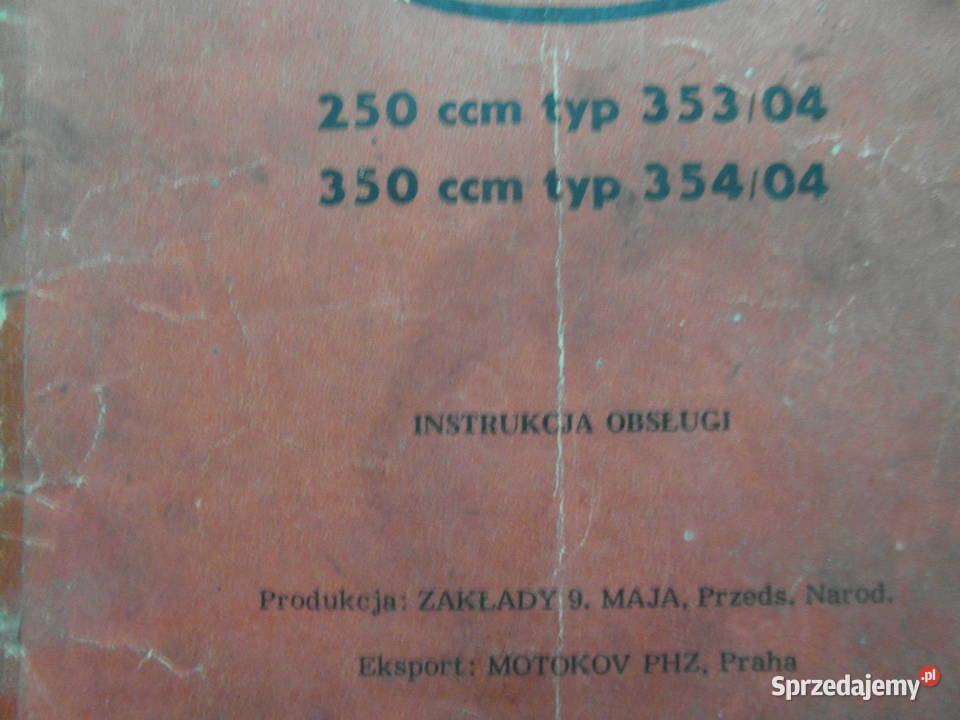 250 ccm typ 353/04
350 ccm typ 354/04
INSTRUKCJA OBSŁUGI
Produkcja: ZAKŁADY 9. MAJA, Przeds. Narod.
Eksport: MOTOKOV PHZ, Praha
Sprzedajemy.pl